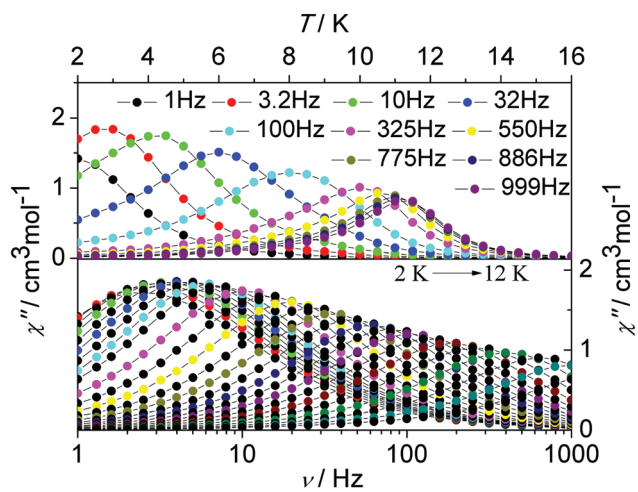 T / K
2 4 6 8 10 12 14 16
1Hz 3.2Hz 10Hz 32Hz
100Hz 325Hz 550Hz
775Hz 886Hz
999Hz
2
1
0
χ″ / cm³mol⁻¹
2 K → 12 K
2
1
0
χ″ / cm³mol⁻¹
1 10 100 1000
ν / Hz